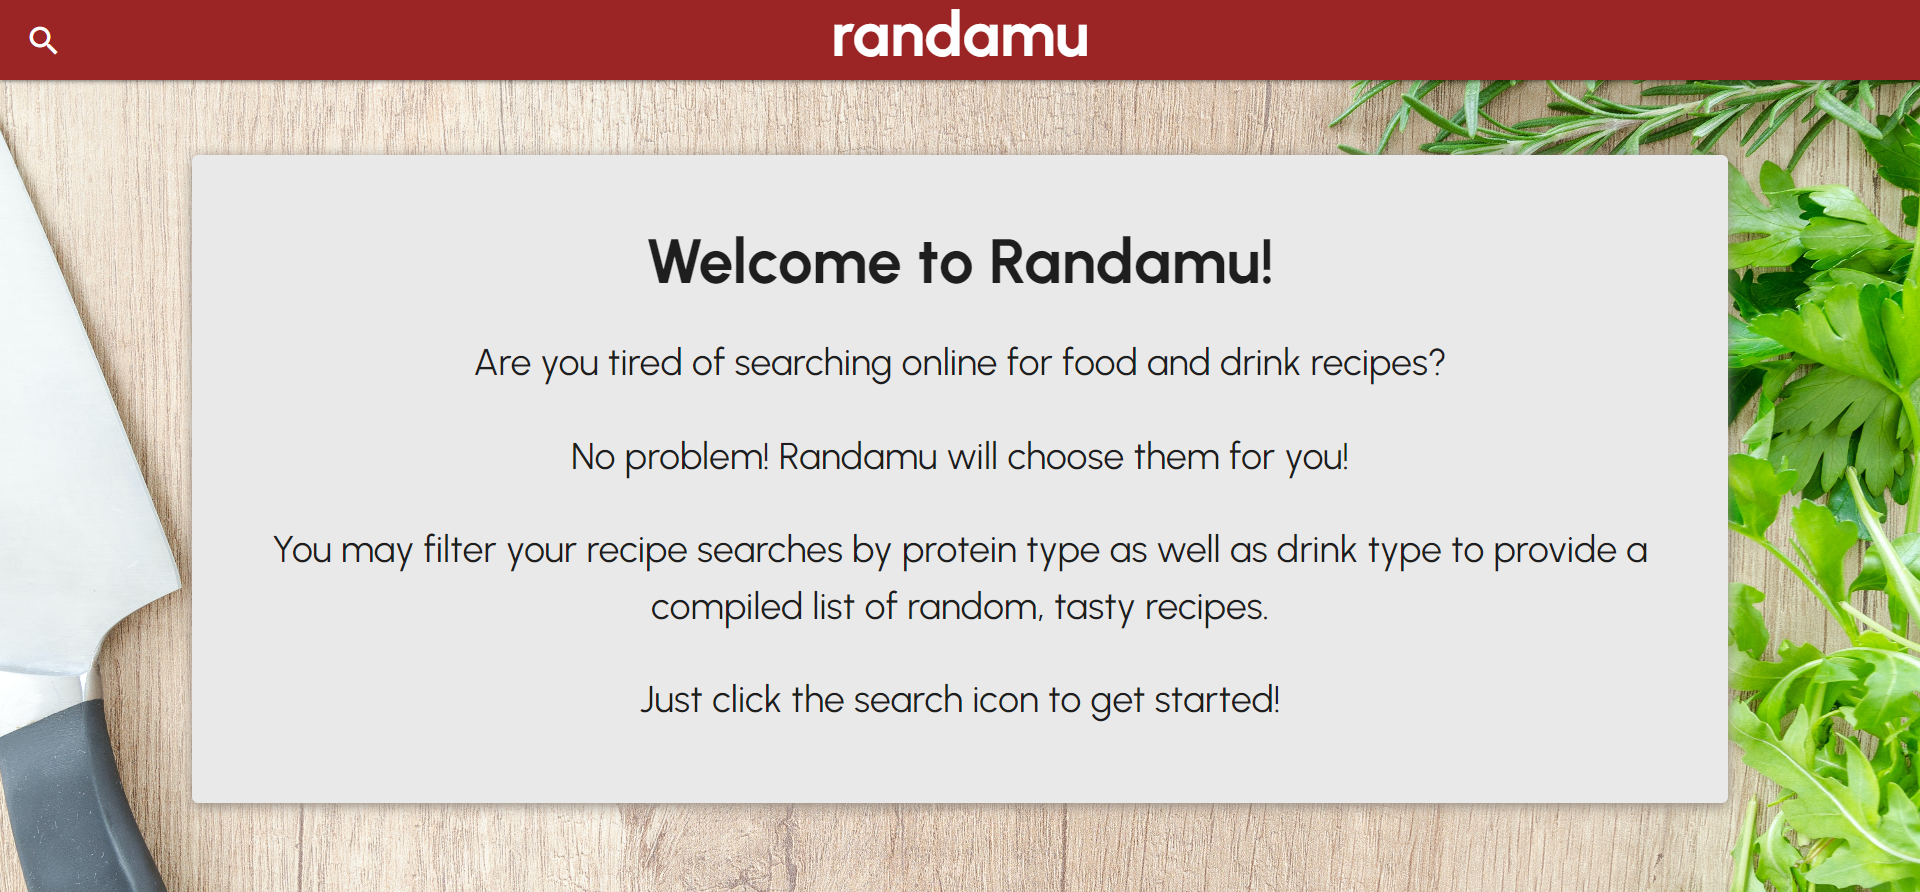 randamu
Welcome to Randamu!
Are you tired of searching online for food and drink recipes?
No problem! Randamu will choose them for you!
You may filter your recipe searches by protein type as well as drink type to provide a
compiled list of random, tasty recipes.
Just click the search icon to get started!